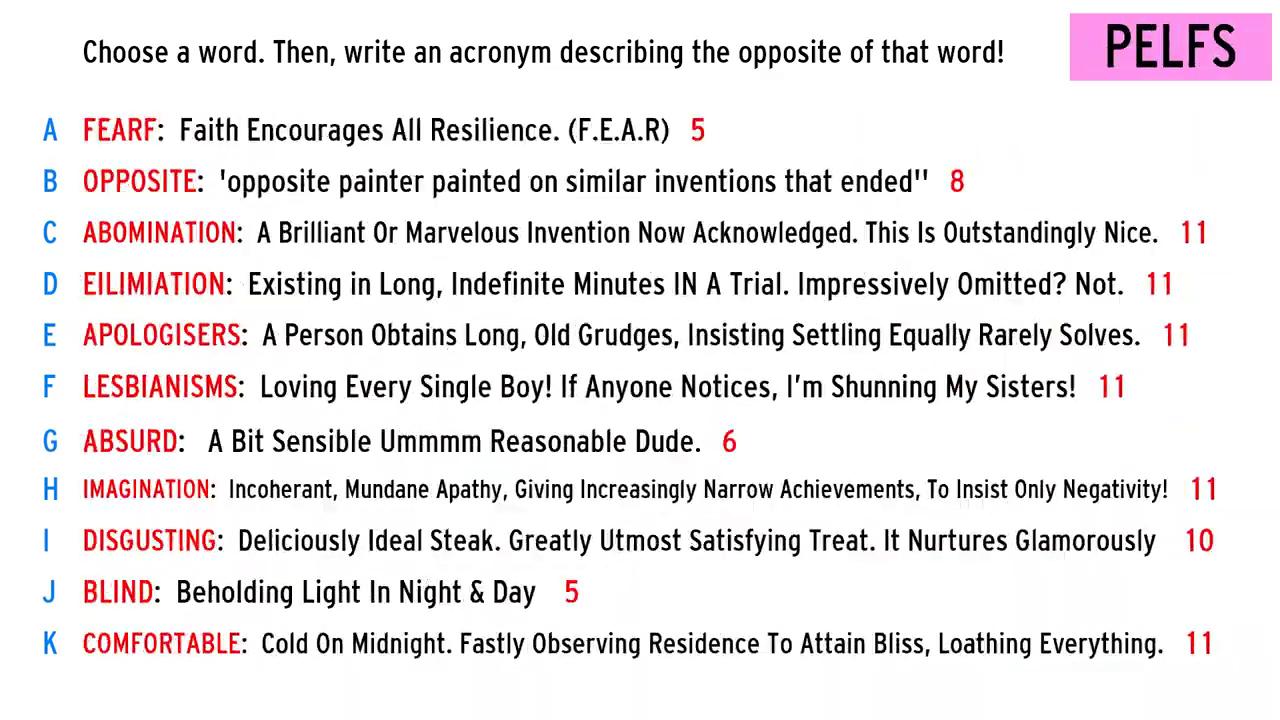 Choose a word. Then, write an acronym describing the opposite of that word!
PELFS
A FEARF: Faith Encourages All Resilience. (F.E.A.R) 5
B OPPOSITE: 'opposite painter painted on similar inventions that ended'' 8
C ABOMINATION: A Brilliant Or Marvelous Invention Now Acknowledged. This Is Outstandingly Nice. 11
D EILIMIATION: Existing in Long, Indefinite Minutes IN A Trial. Impressively Omitted? Not. 11
E APOLOGISERS: A Person Obtains Long, Old Grudges, Insisting Settling Equally Rarely Solves. 11
F LESBIANISMS: Loving Every Single Boy! If Anyone Notices, I'm Shunning My Sisters! 11
G ABSURD: A Bit Sensible Ummmm Reasonable Dude. 6
H IMAGINATION: Incoherant, Mundane Apathy, Giving Increasingly Narrow Achievements, To Insist Only Negativity! 11
I DISGUSTING: Deliciously Ideal Steak. Greatly Utmost Satisfying Treat. It Nurtures Glamorously 10
J BLIND: Beholding Light In Night & Day 5
K COMFORTABLE: Cold On Midnight. Fastly Observing Residence To Attain Bliss, Loathing Everything. 11